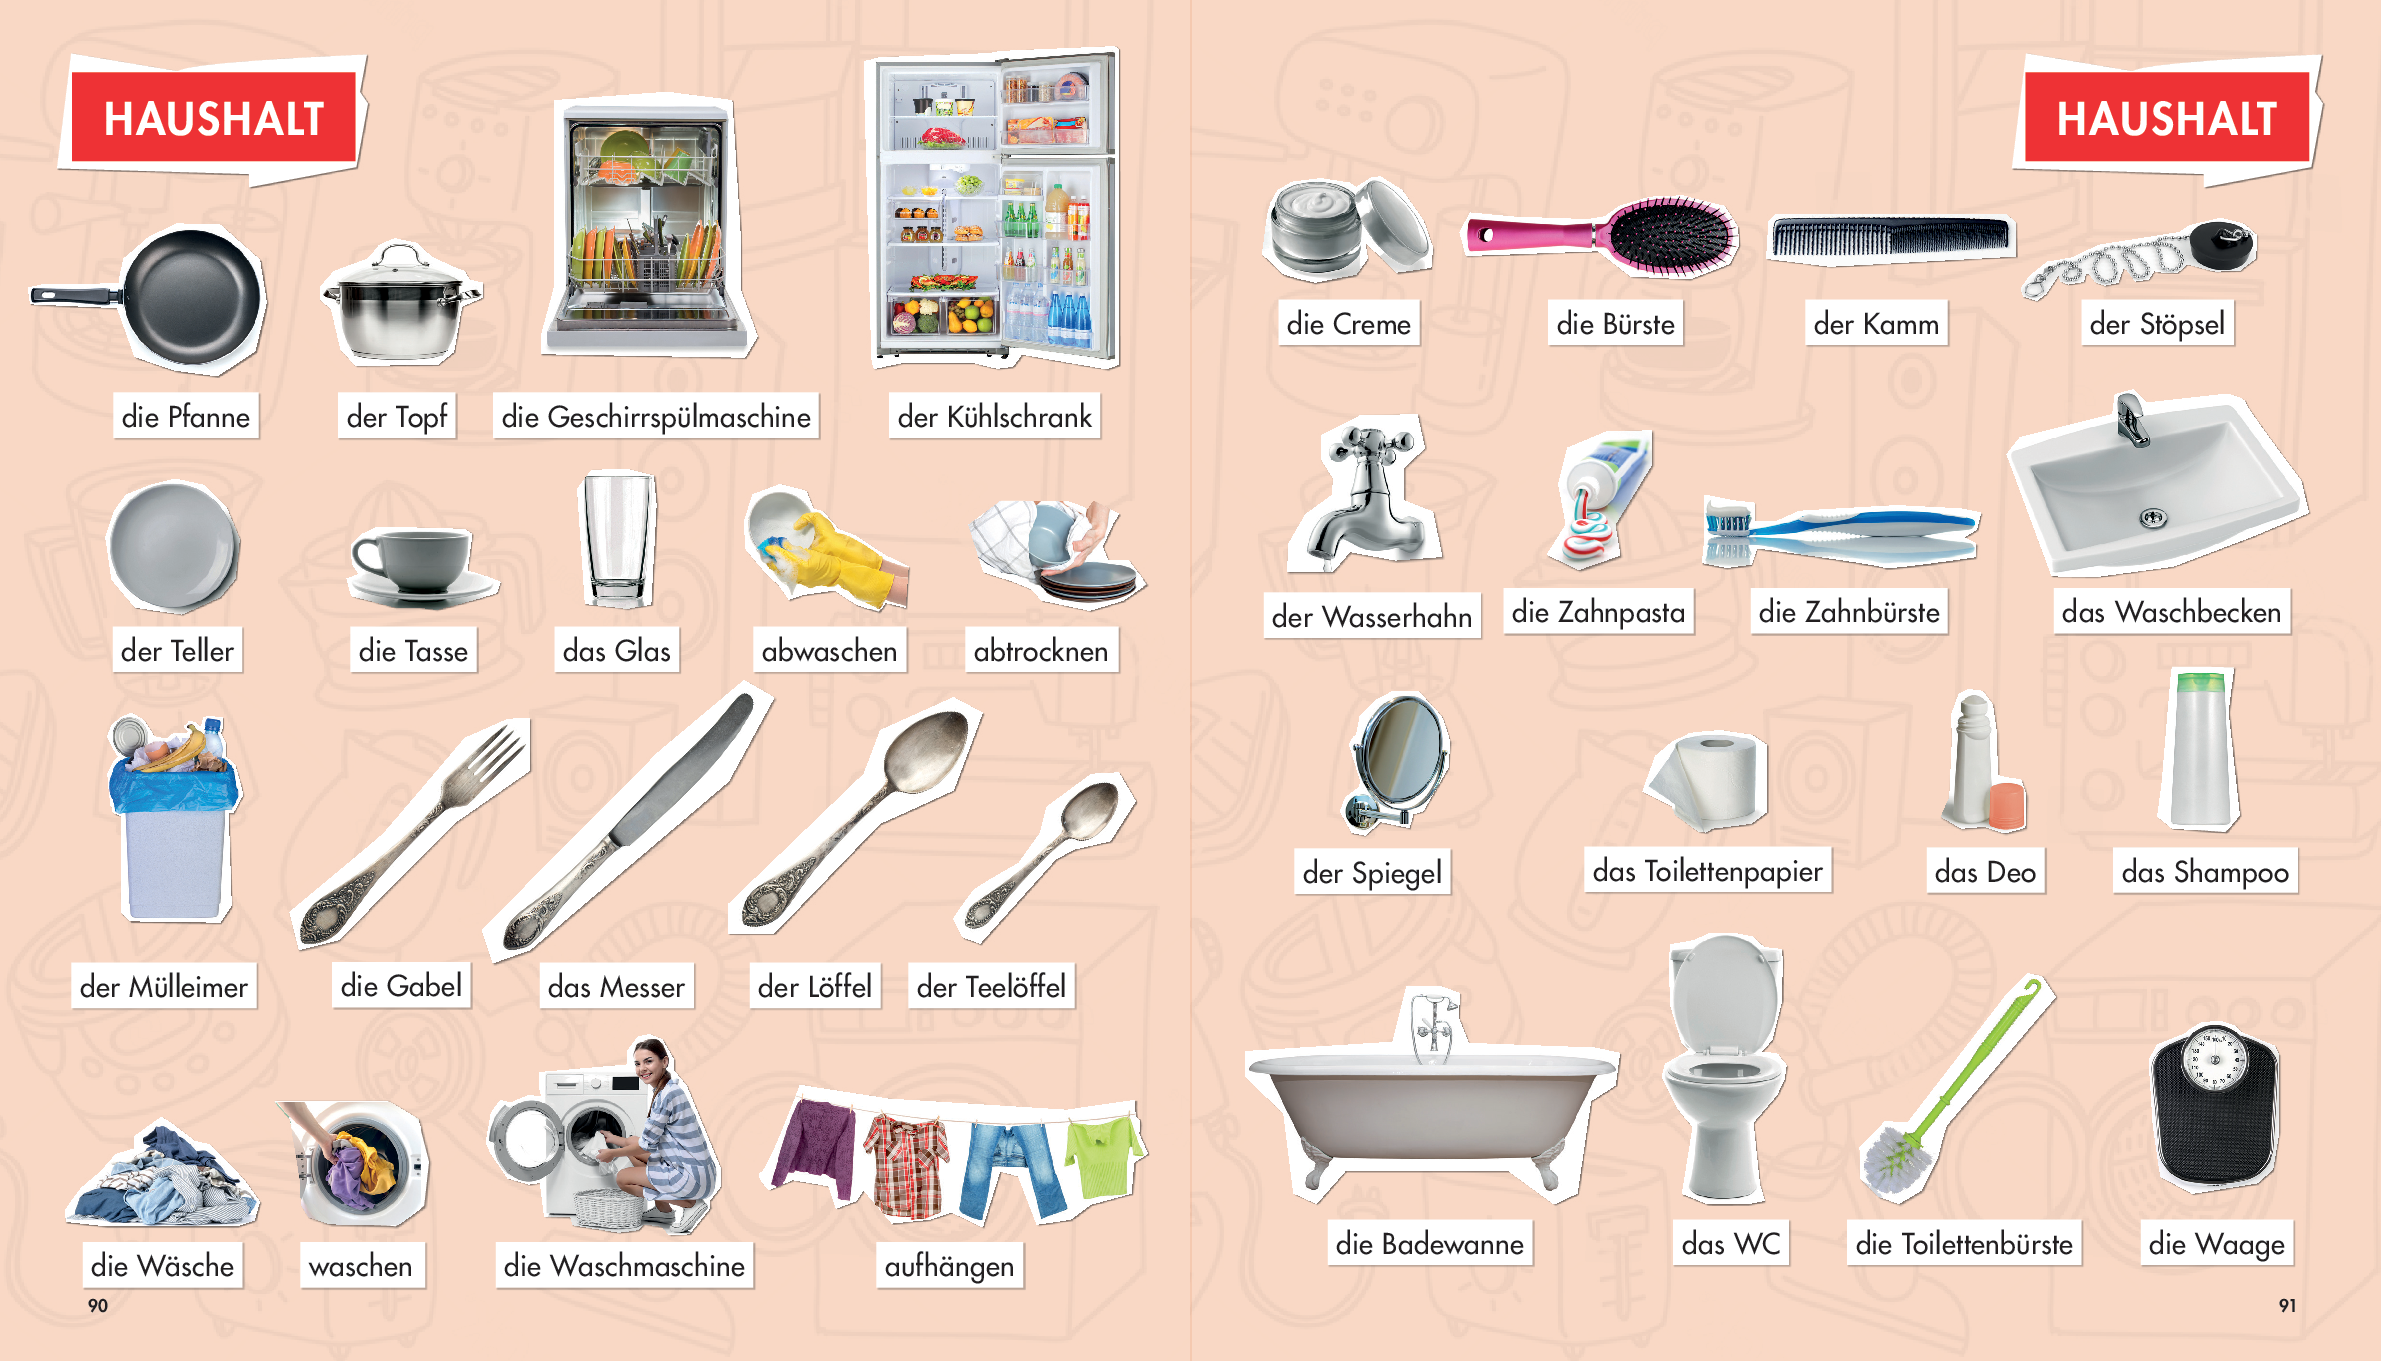 HAUSHALT
die Pfanne
der Topf
die Geschirrspülmaschine
der Kühlschrank
der Teller
die Tasse
das Glas
abwaschen
abtrocknen
der Mülleimer
die Gabel
das Messer
der Löffel
der Teelöffel
die Wäsche
waschen
die Waschmaschine
aufhängen
90
HAUSHALT
die Creme
die Bürste
der Kamm
der Stöpsel
der Wasserhahn
die Zahnpasta
die Zahnbürste
das Waschbecken
der Spiegel
das Toilettenpapier
das Deo
das Shampoo
die Badewanne
das WC
die Toilettenbürste
die Waage
91